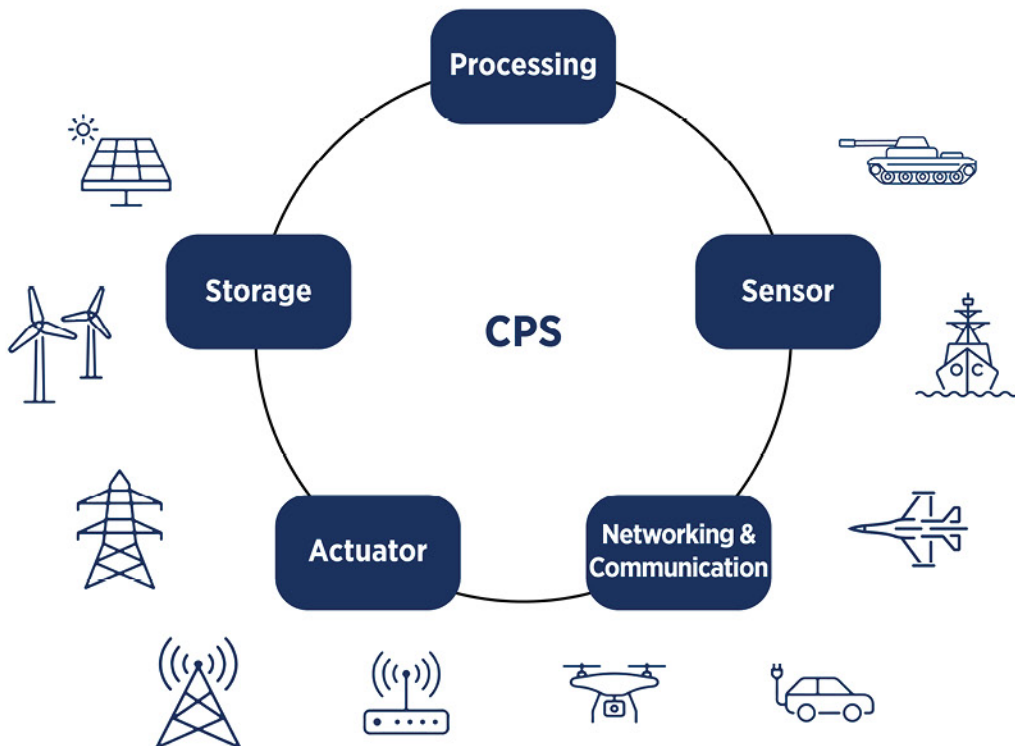 Processing
Storage
Sensor
CPS
Actuator
Networking &
Communication